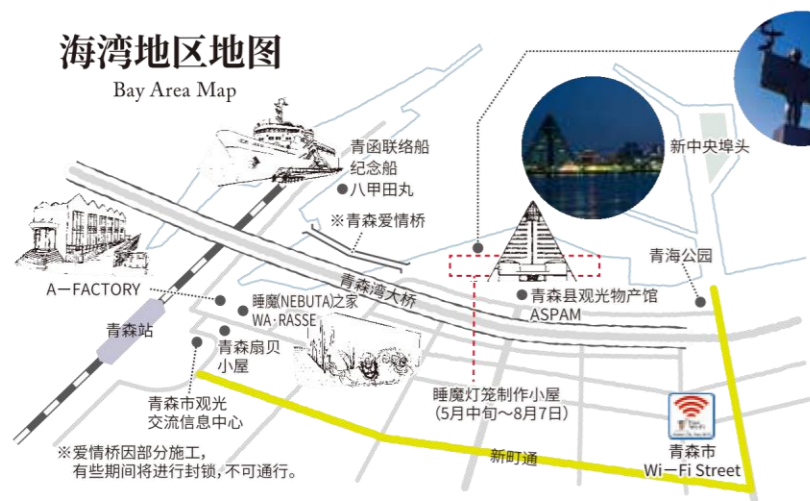 海湾地区地图
Bay Area Map
青函联络船
纪念船
八甲田丸
新中央埠头
※青森爱情桥
青海公园
A－FACTORY
青森湾大桥
睡魔(NEBUTA)之家
WA·RASSE
青森县观光物产馆
ASPAM
青森站
青森扇贝
小屋
青森市观光
交流信息中心
睡魔灯笼制作小屋
（5月中旬～8月7日）
※爱情桥因部分施工，
有些期间将进行封锁，不可通行。
新町通
青森市
Wi－Fi Street